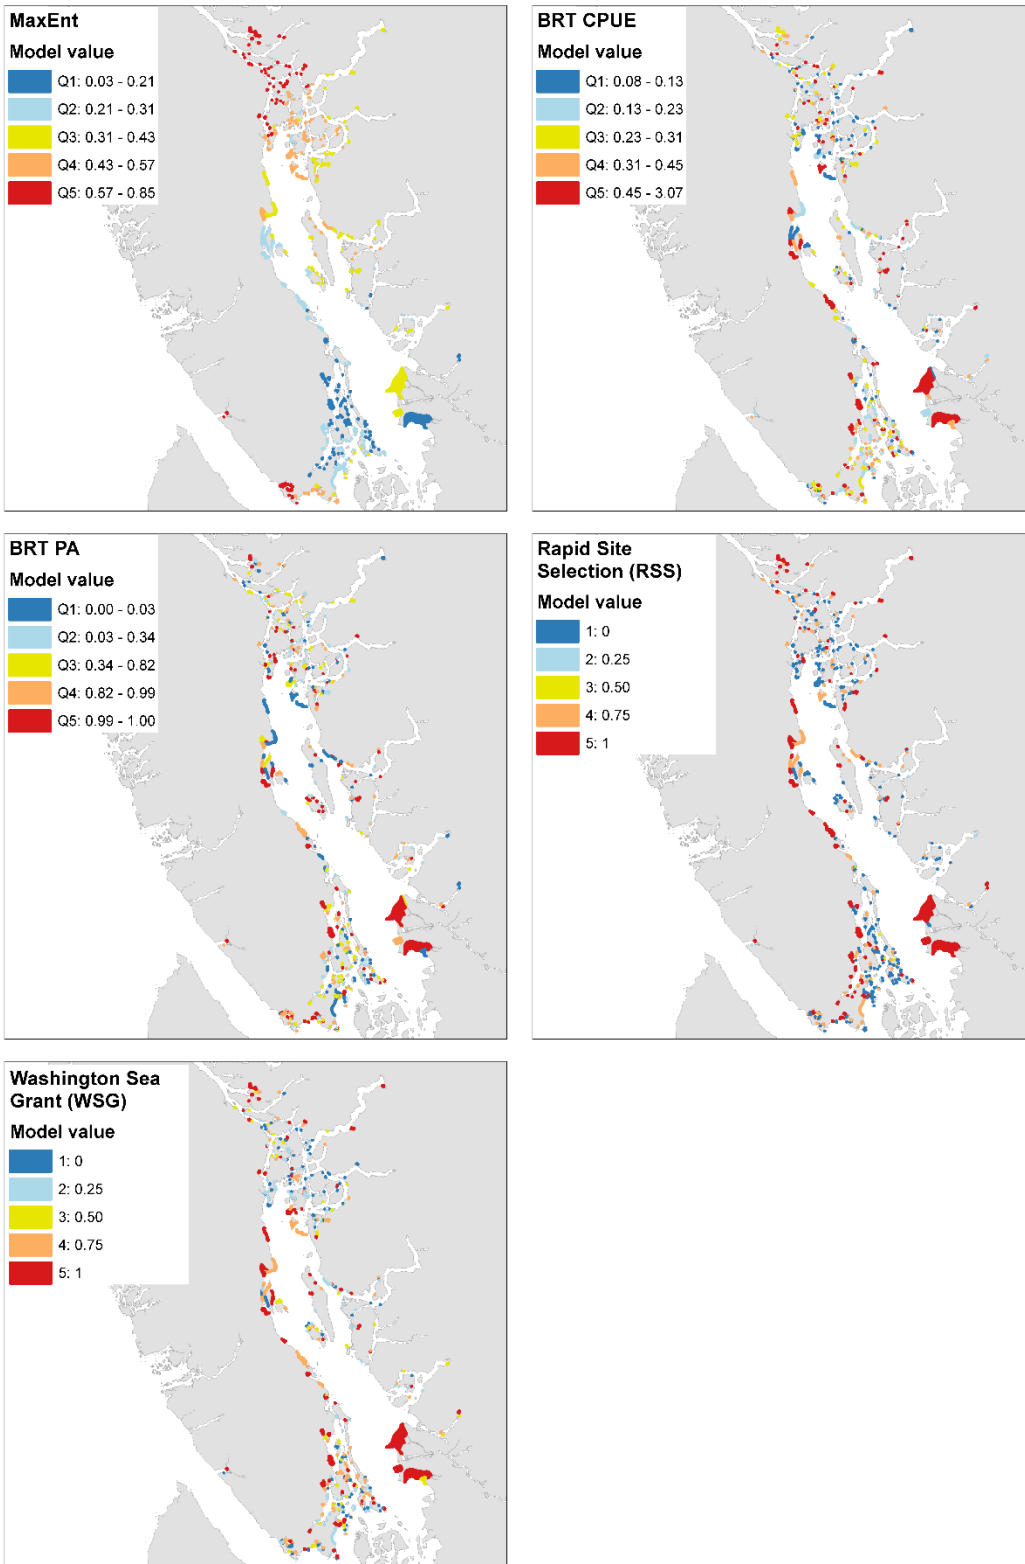 MaxEnt
Model value
Q1: 0.03 - 0.21
Q2: 0.21 - 0.31
Q3: 0.31 - 0.43
Q4: 0.43 - 0.57
Q5: 0.57 - 0.85
BRT CPUE
Model value
Q1: 0.08 - 0.13
Q2: 0.13 - 0.23
Q3: 0.23 - 0.31
Q4: 0.31 - 0.45
Q5: 0.45 - 3.07
BRT PA
Model value
Q1: 0.00 - 0.03
Q2: 0.03 - 0.34
Q3: 0.34 - 0.82
Q4: 0.82 - 0.99
Q5: 0.99 - 1.00
Rapid Site
Selection (RSS)
Model value
1: 0
2: 0.25
3: 0.50
4: 0.75
5: 1
Washington Sea
Grant (WSG)
Model value
1: 0
2: 0.25
3: 0.50
4: 0.75
5: 1